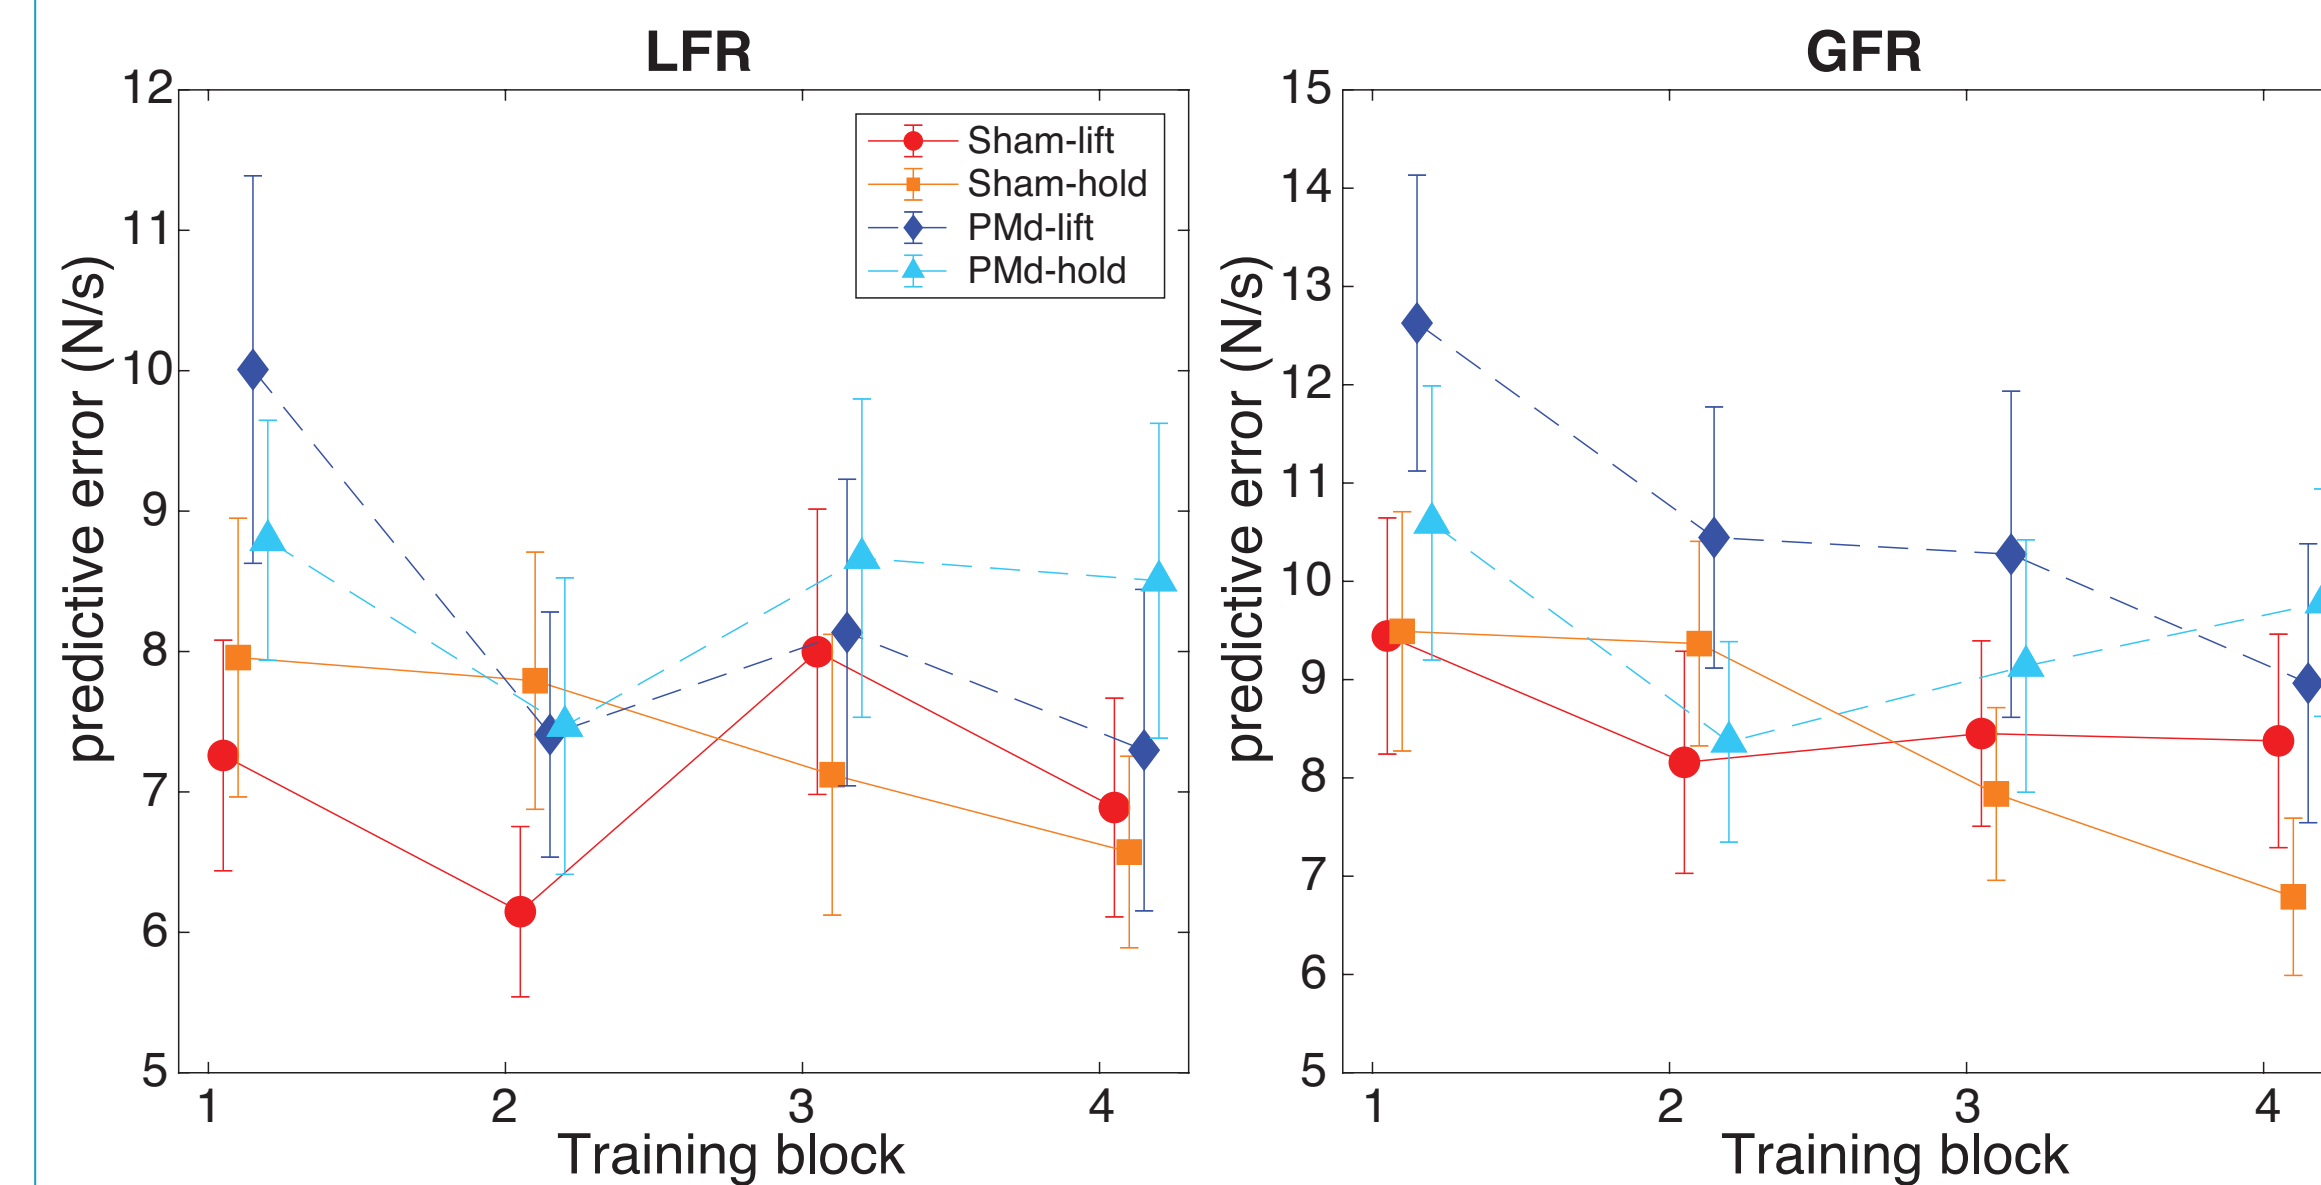 LFR
12
11
10
9
8
7
6
5
predictive error (N/s)
Sham-lift
Sham-hold
PMd-lift
PMd-hold
1 2 3 4
Training block
GFR
15
14
13
12
11
10
9
8
7
6
5
predictive error (N/s)
1 2 3 4
Training block